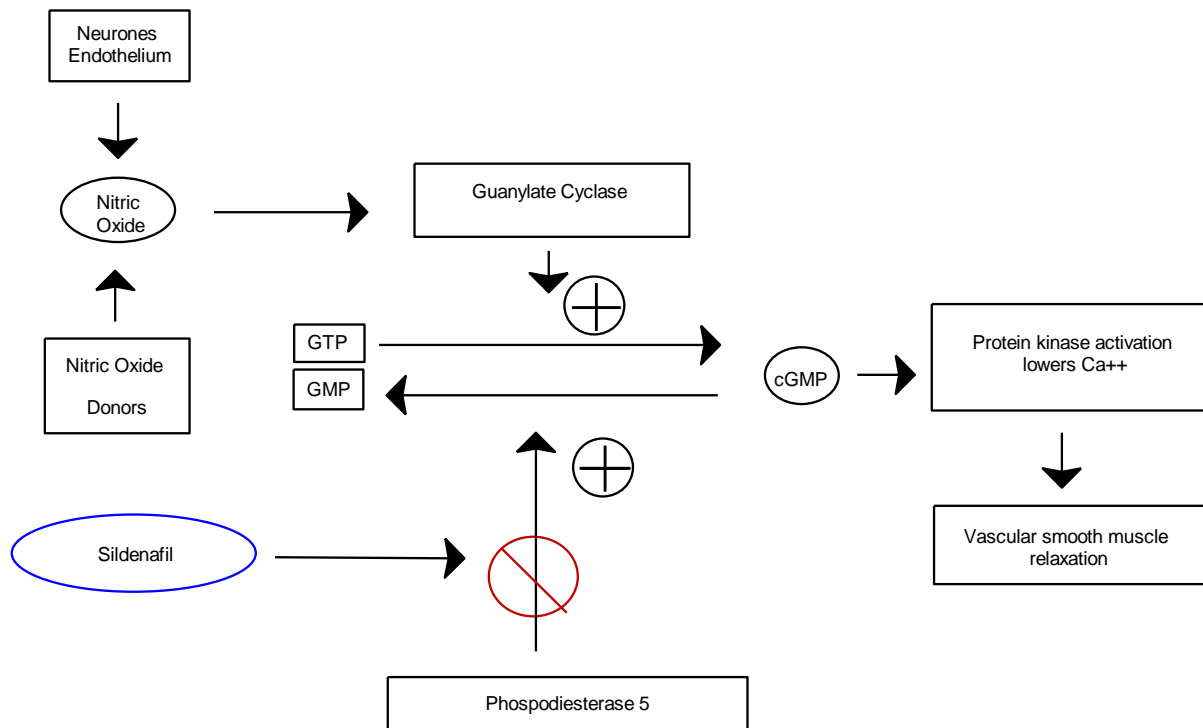 Neurones
Endothelium
Nitric
Oxide
Guanylate Cyclase
Nitric Oxide
Donors
GTP
GMP
cGMP
Protein kinase activation
lowers Ca++
Sildenafil
Vascular smooth muscle
relaxation
Phospodiesterase 5